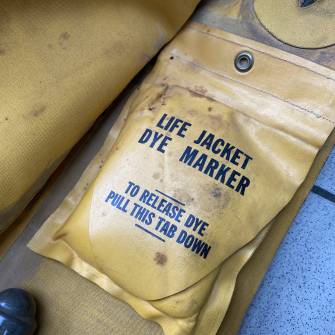 LIFE JACKET
DYE MARKER
TO RELEASE DYE
PULL THIS TAB DOWN